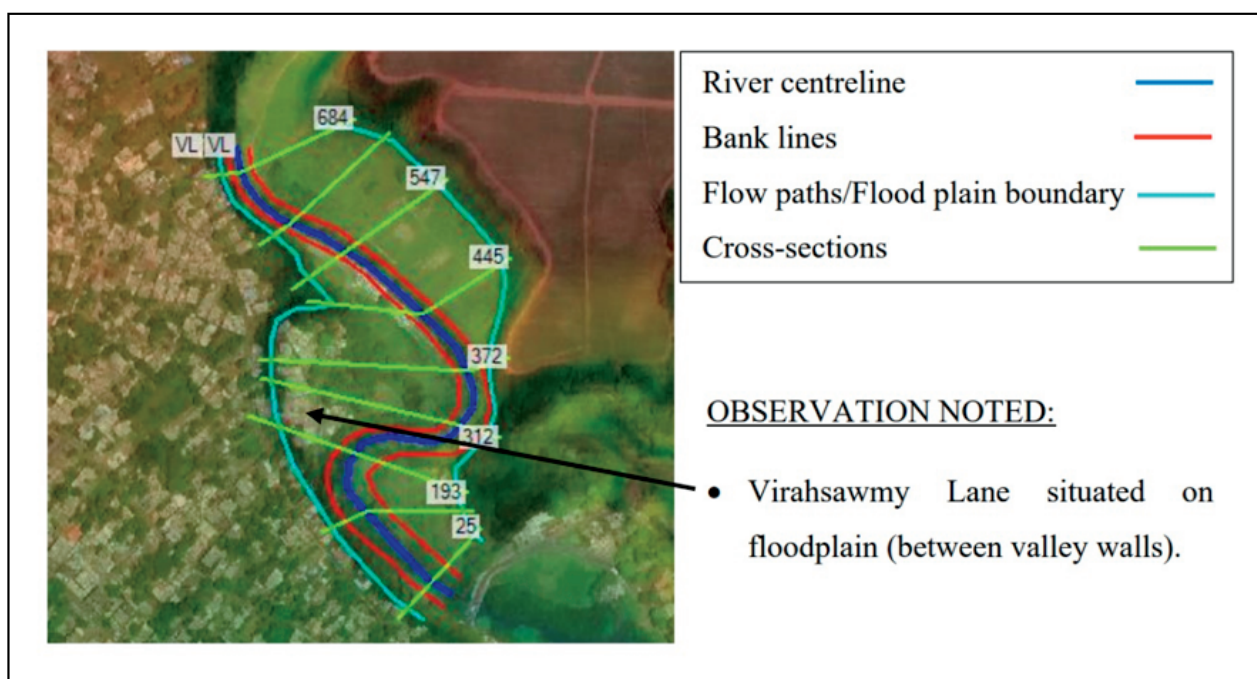 684
VL VL
547
445
372
312
193
25
River centreline
Bank lines
Flow paths/Flood plain boundary
Cross-sections
OBSERVATION NOTED:
• Virahsawmy Lane situated on
floodplain (between valley walls).